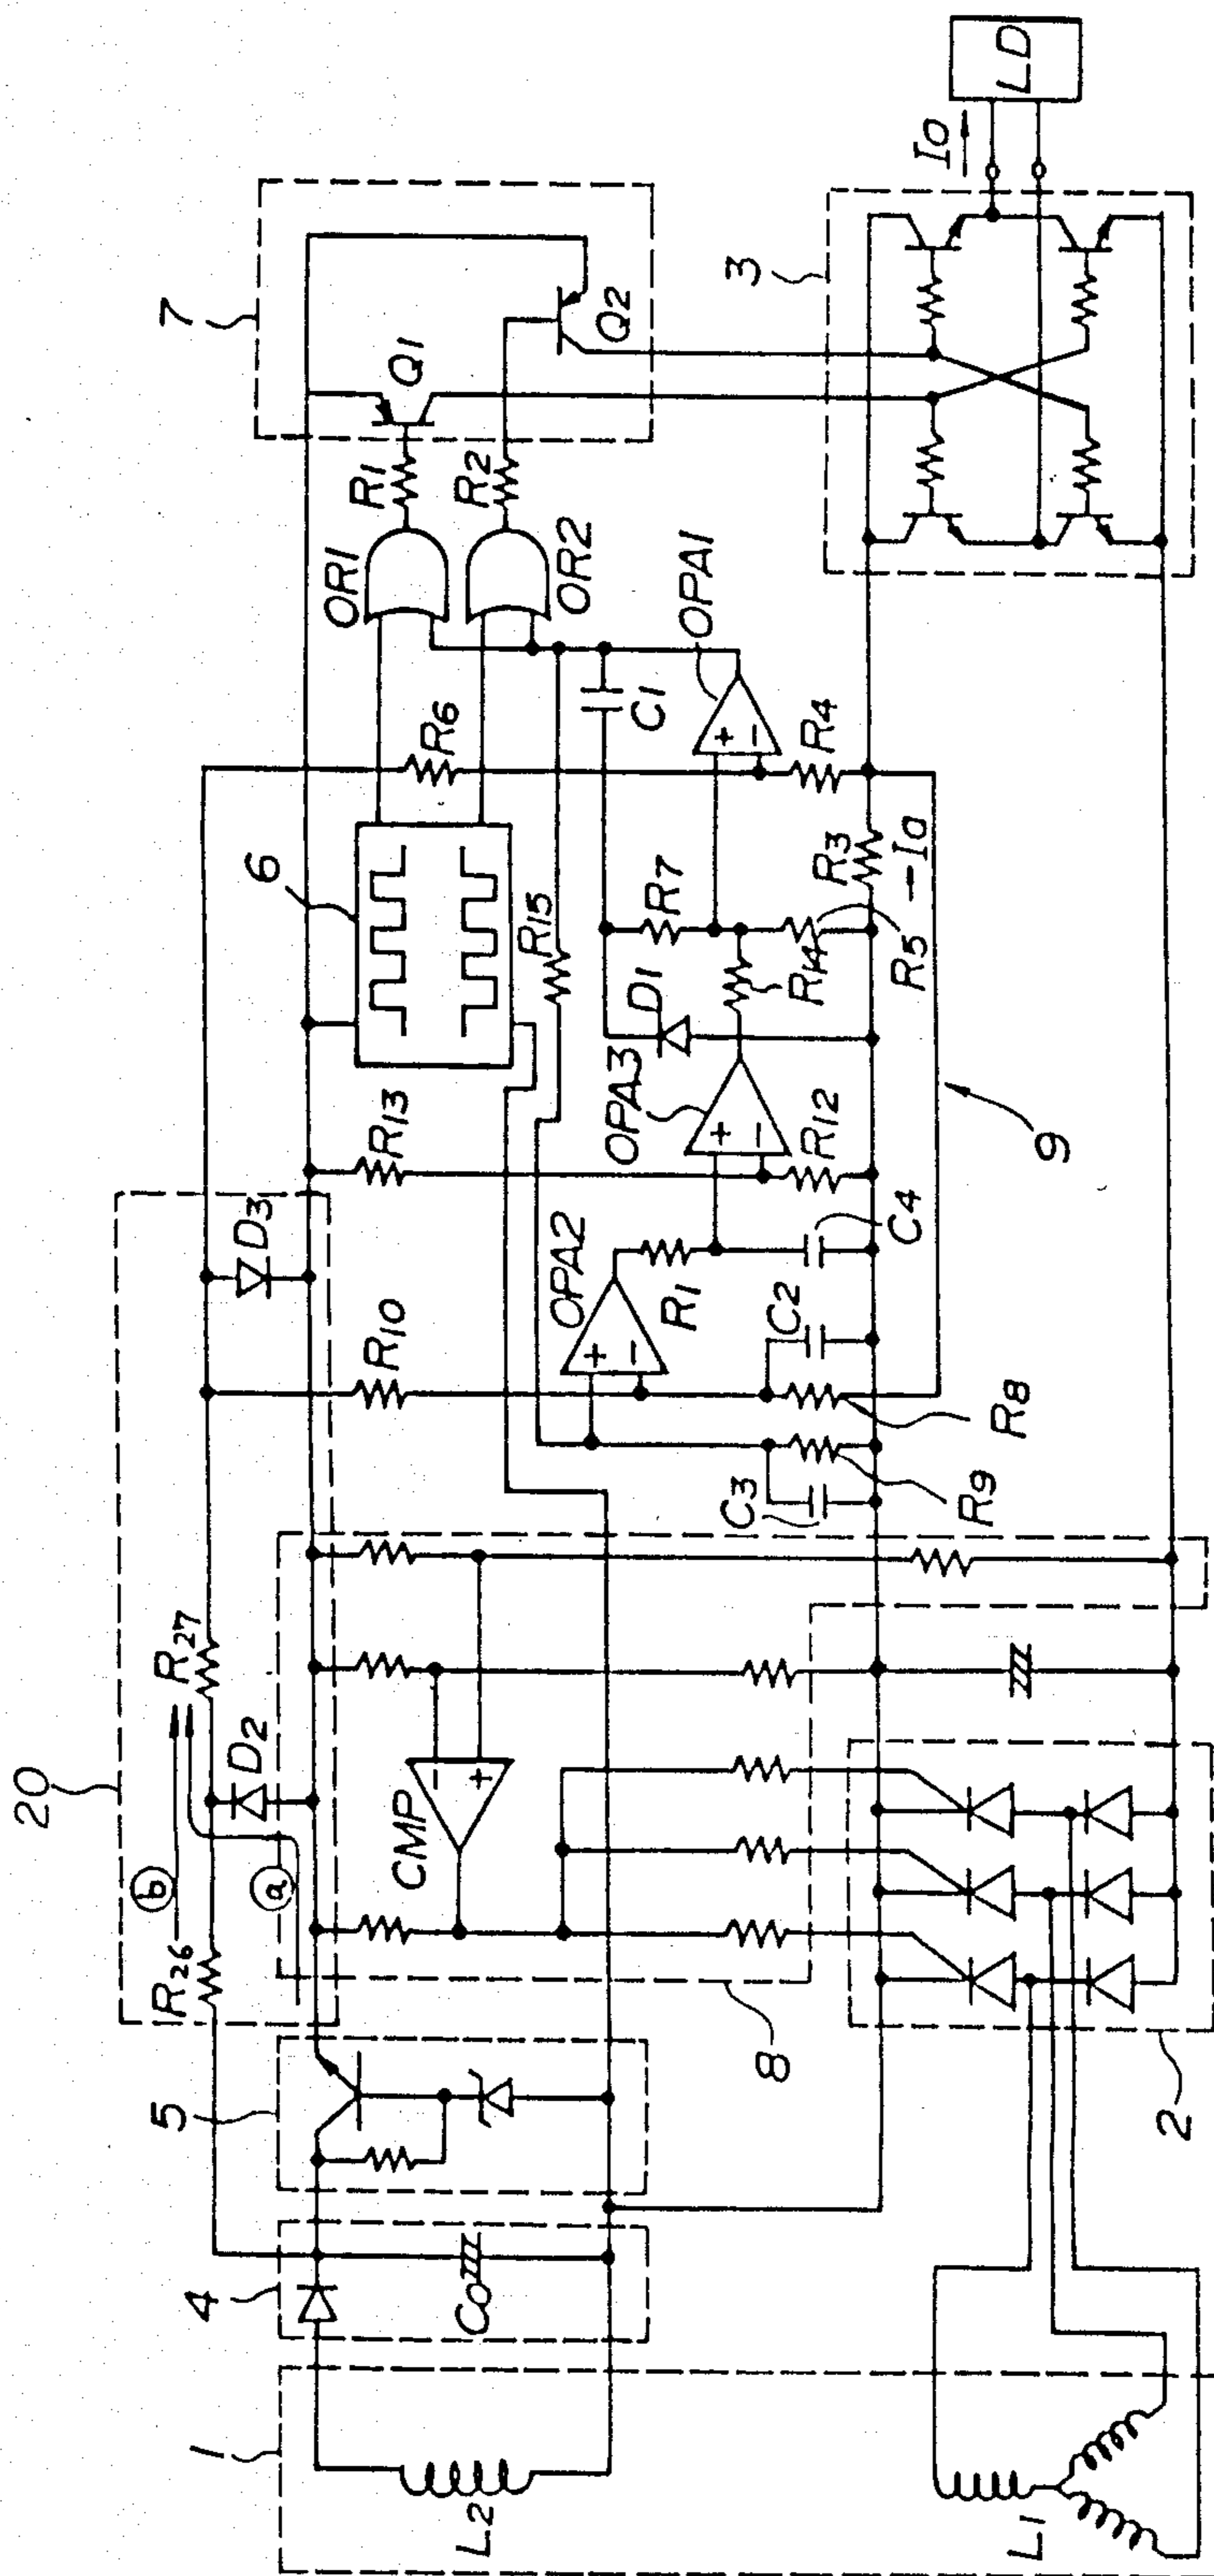 20
7
R26
b
a
R27
D2
D3
R10
R13
6
R6
R15
OR1
OR2
R1
R2
Q1
Q2
1
4
5
L2
C0
CMP
8
OPA2
R1
C2
C4
C3
R9
R8
OPA3
R12
D1
R14
R7
C1
OPA1
R5
R3
R4
-Ia
9
3
I0
LD
L1
2